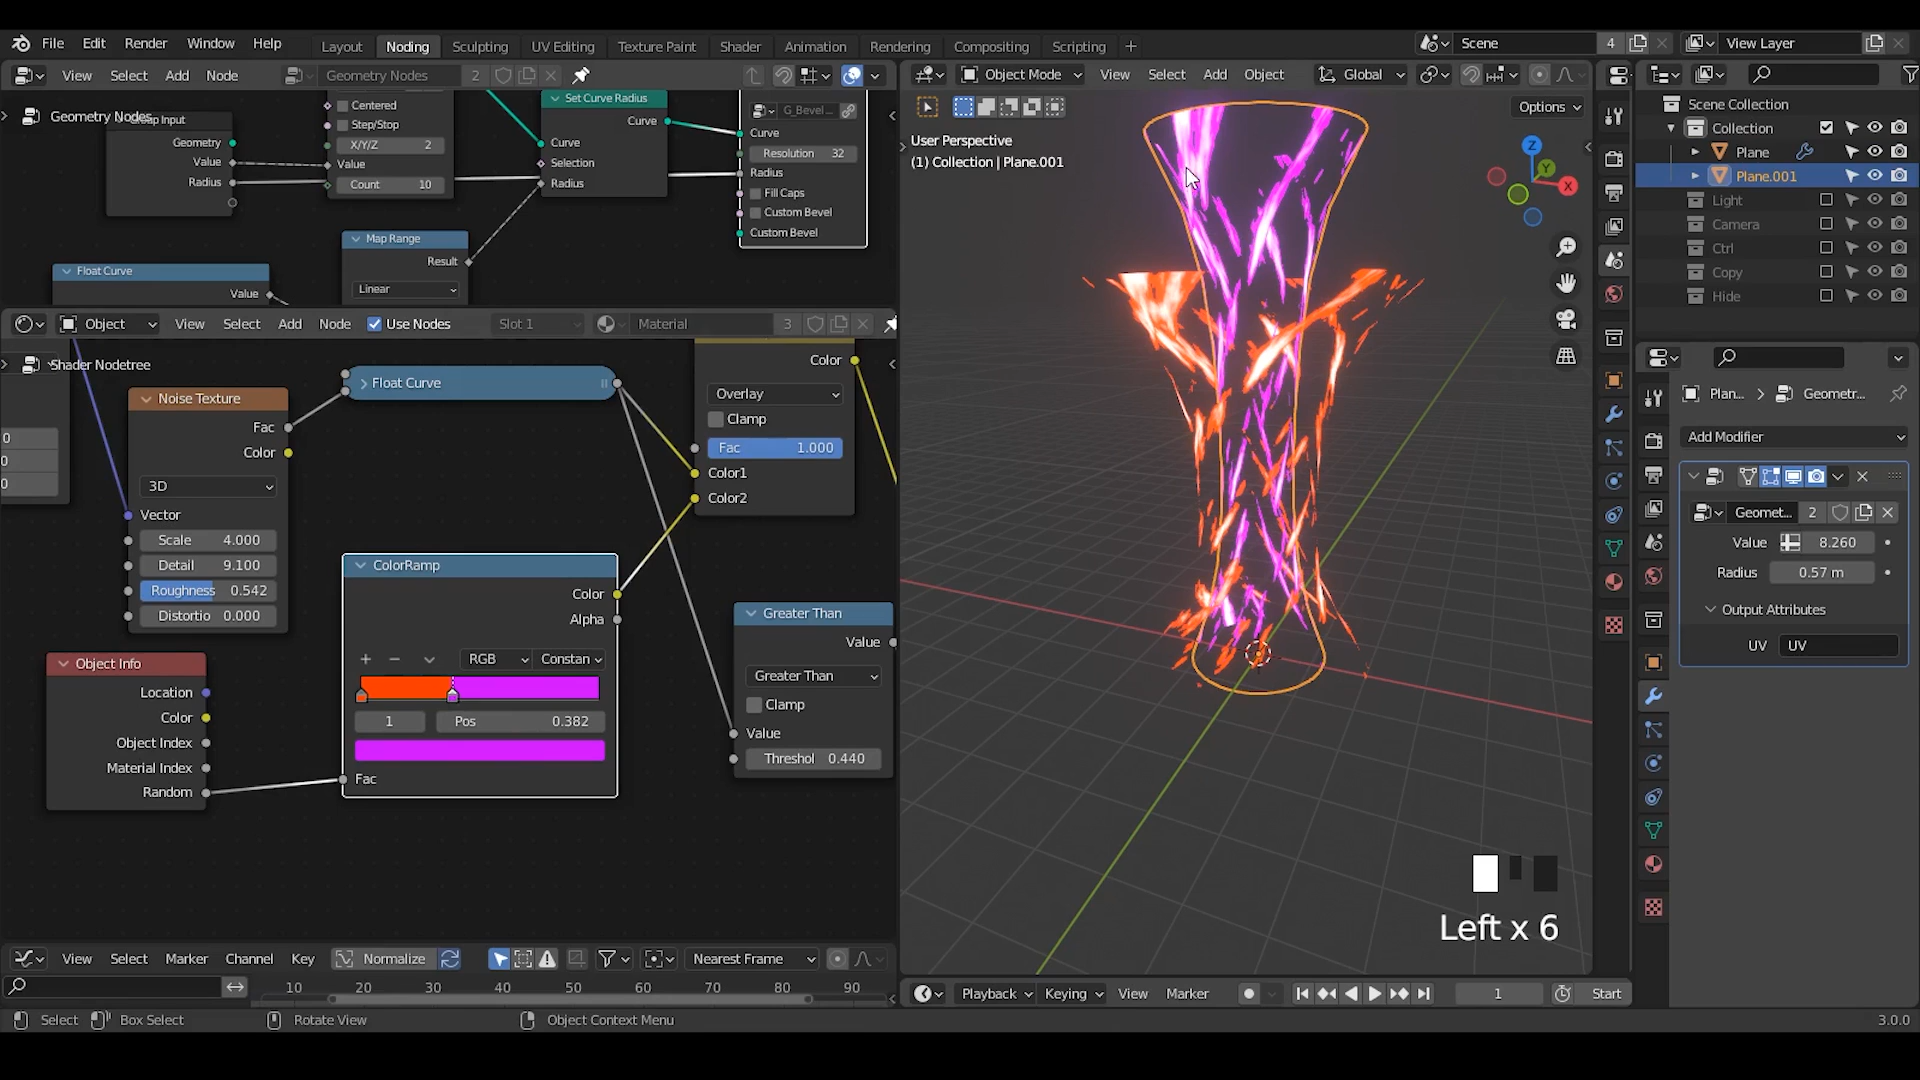 File Edit Render Window Help Layout Noding Sculpting UV Editing Texture Paint Shader Animation Rendering Compositing Scripting + Scene 4 View Layer
View Select Add Node Geometry Nodes 2
Object Mode View Select Add Object Global
Options
Geometry Nodes
Group Input
Geometry
Value
Radius
Centered
Step/Stop
X/Y/Z 2
Value
Count 10
Set Curve Radius
Curve
Curve
Selection
Radius
G_Bevel...
Curve
Resolution 32
Radius
Fill Caps
Custom Bevel
Custom Bevel
Map Range
Result
Linear
Float Curve
Value
Object View Select Add Node Use Nodes Slot 1 Material 3
Shader Nodetree
Noise Texture
Fac
Color
3D
Vector
Scale 4.000
Detail 9.100
Roughness 0.542
Distortio 0.000
0
0
0
Float Curve
Color
Overlay
Clamp
Fac 1.000
Color1
Color2
Object Info
Location
Color
Object Index
Material Index
Random
ColorRamp
Color
Alpha
+ − RGB Constan
1 Pos 0.382
Fac
Greater Than
Value
Greater Than
Clamp
Value
Threshol 0.440
User Perspective
(1) Collection | Plane.001
Z
Y
X
Left x 6
Scene Collection
Collection
Plane
Plane.001
Light
Camera
Ctrl
Copy
Hide
Plan... Geometr...
Add Modifier
Geomet... 2
Value 8.260
Radius 0.57 m
Output Attributes
UV UV
View Select Marker Channel Key Normalize Nearest Frame
10 20 30 40 50 60 70 80 90
Playback Keying View Marker 1 Start
Select Box Select Rotate View Object Context Menu 3.0.0